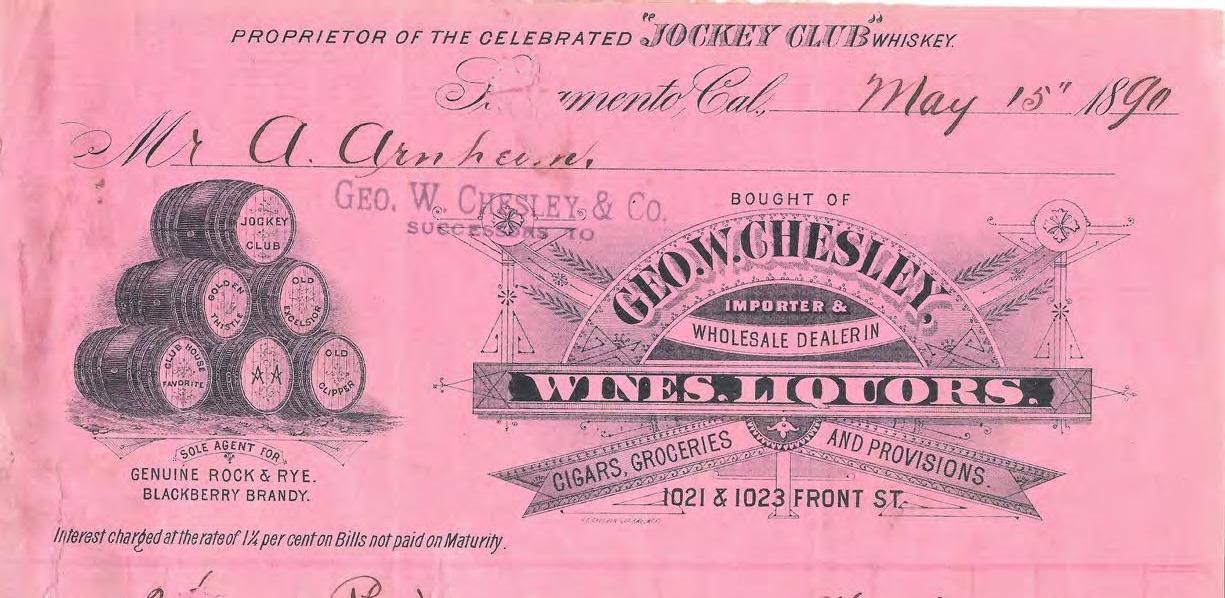 PROPRIETOR OF THE CELEBRATED "JOCKEY CLUB" WHISKEY.
mento, Cal., May 15" 1890
Mr A. Arnheim,
GEO. W. CHESLEY & CO.
SUCCESSORS TO
BOUGHT OF
GEO. W. CHESLEY,
IMPORTER &
WHOLESALE DEALER IN
WINES. LIQUORS.
CIGARS, GROCERIES AND PROVISIONS.
1021 & 1023 FRONT ST.
JOCKEY CLUB
GOLDEN THISTLE
OLD EXCELSIOR
CLUB HOUSE FAVORITE
A A
OLD CLIPPER
SOLE AGENT FOR
GENUINE ROCK & RYE.
BLACKBERRY BRANDY.
Interest charged at the rate of 1¼ per cent on Bills not paid on Maturity.